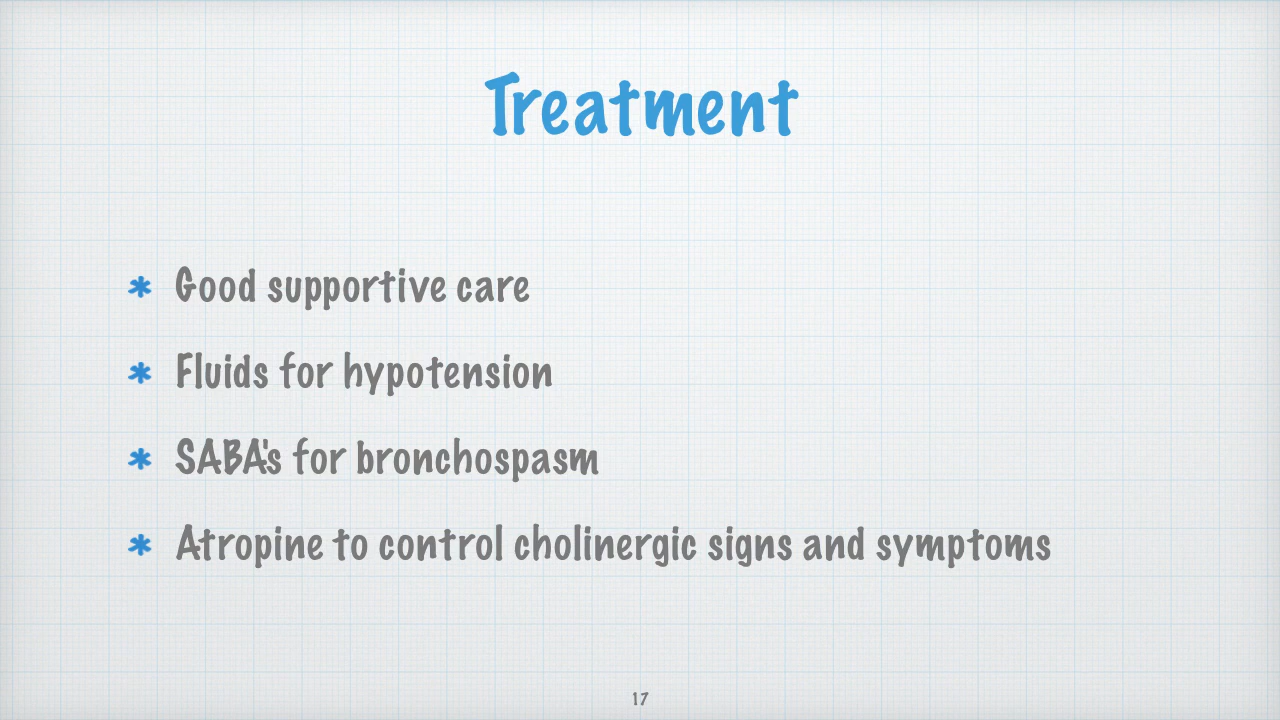 Treatment
* Good supportive care
* Fluids for hypotension
* SABA's for bronchospasm
* Atropine to control cholinergic signs and symptoms
17